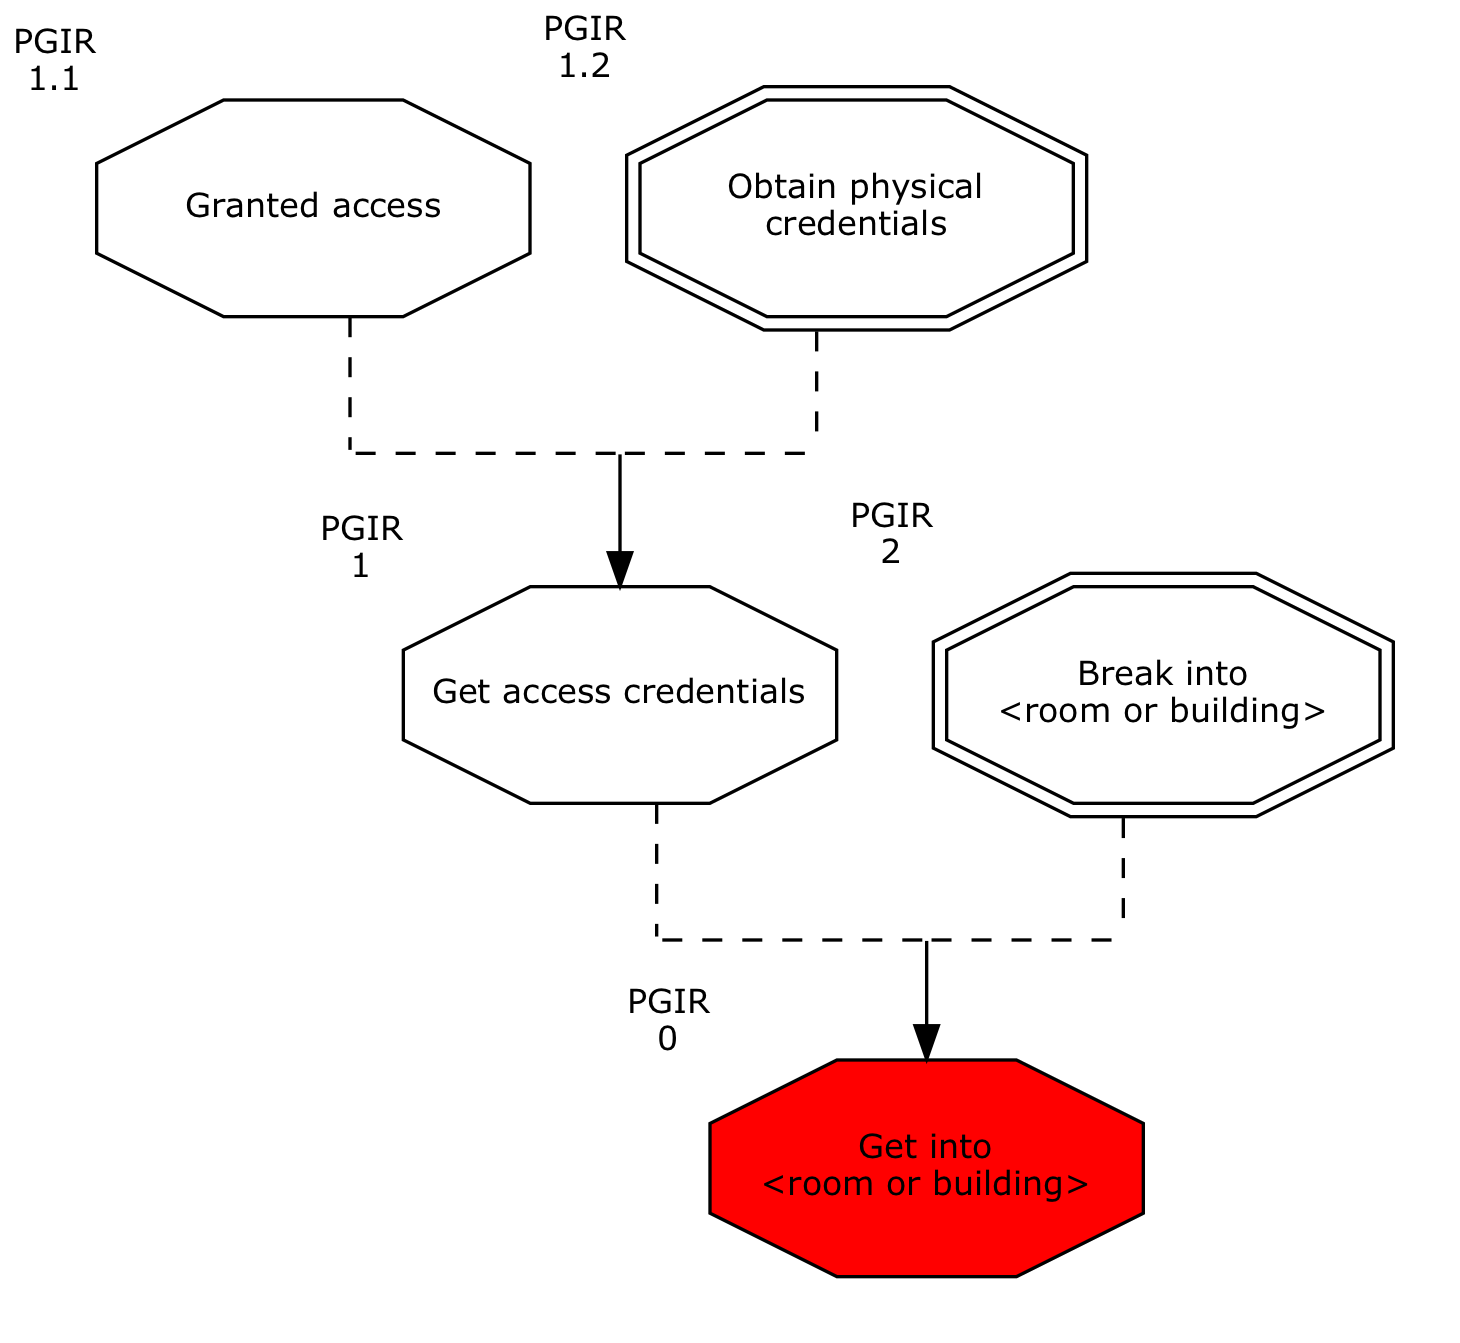 PGIR
1.1
PGIR
1.2
Granted access
Obtain physical
credentials
PGIR
1
PGIR
2
Get access credentials
Break into
<room or building>
PGIR
0
Get into
<room or building>